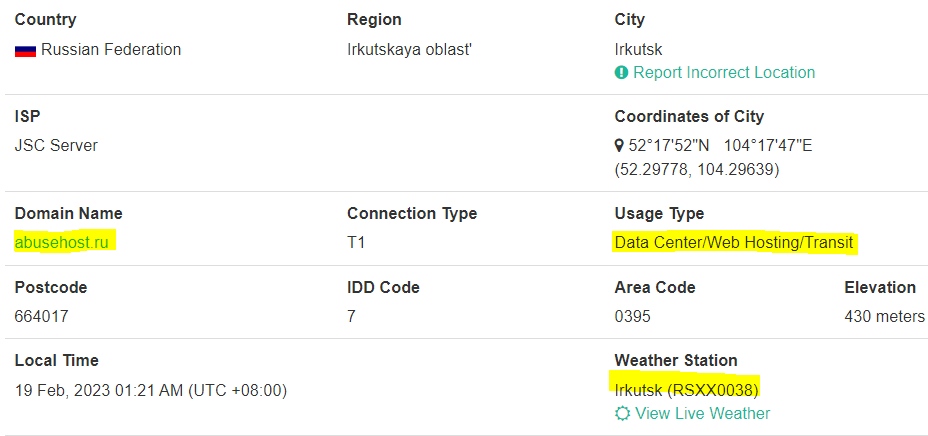 Country Region City
Russian Federation Irkutskaya oblast' Irkutsk
Report Incorrect Location
ISP Coordinates of City
JSC Server 52°17'52"N 104°17'47"E
(52.29778, 104.29639)
Domain Name Connection Type Usage Type
abusehost.ru T1 Data Center/Web Hosting/Transit
Postcode IDD Code Area Code Elevation
664017 7 0395 430 meters
Local Time Weather Station
19 Feb, 2023 01:21 AM (UTC +08:00) Irkutsk (RSXX0038)
View Live Weather